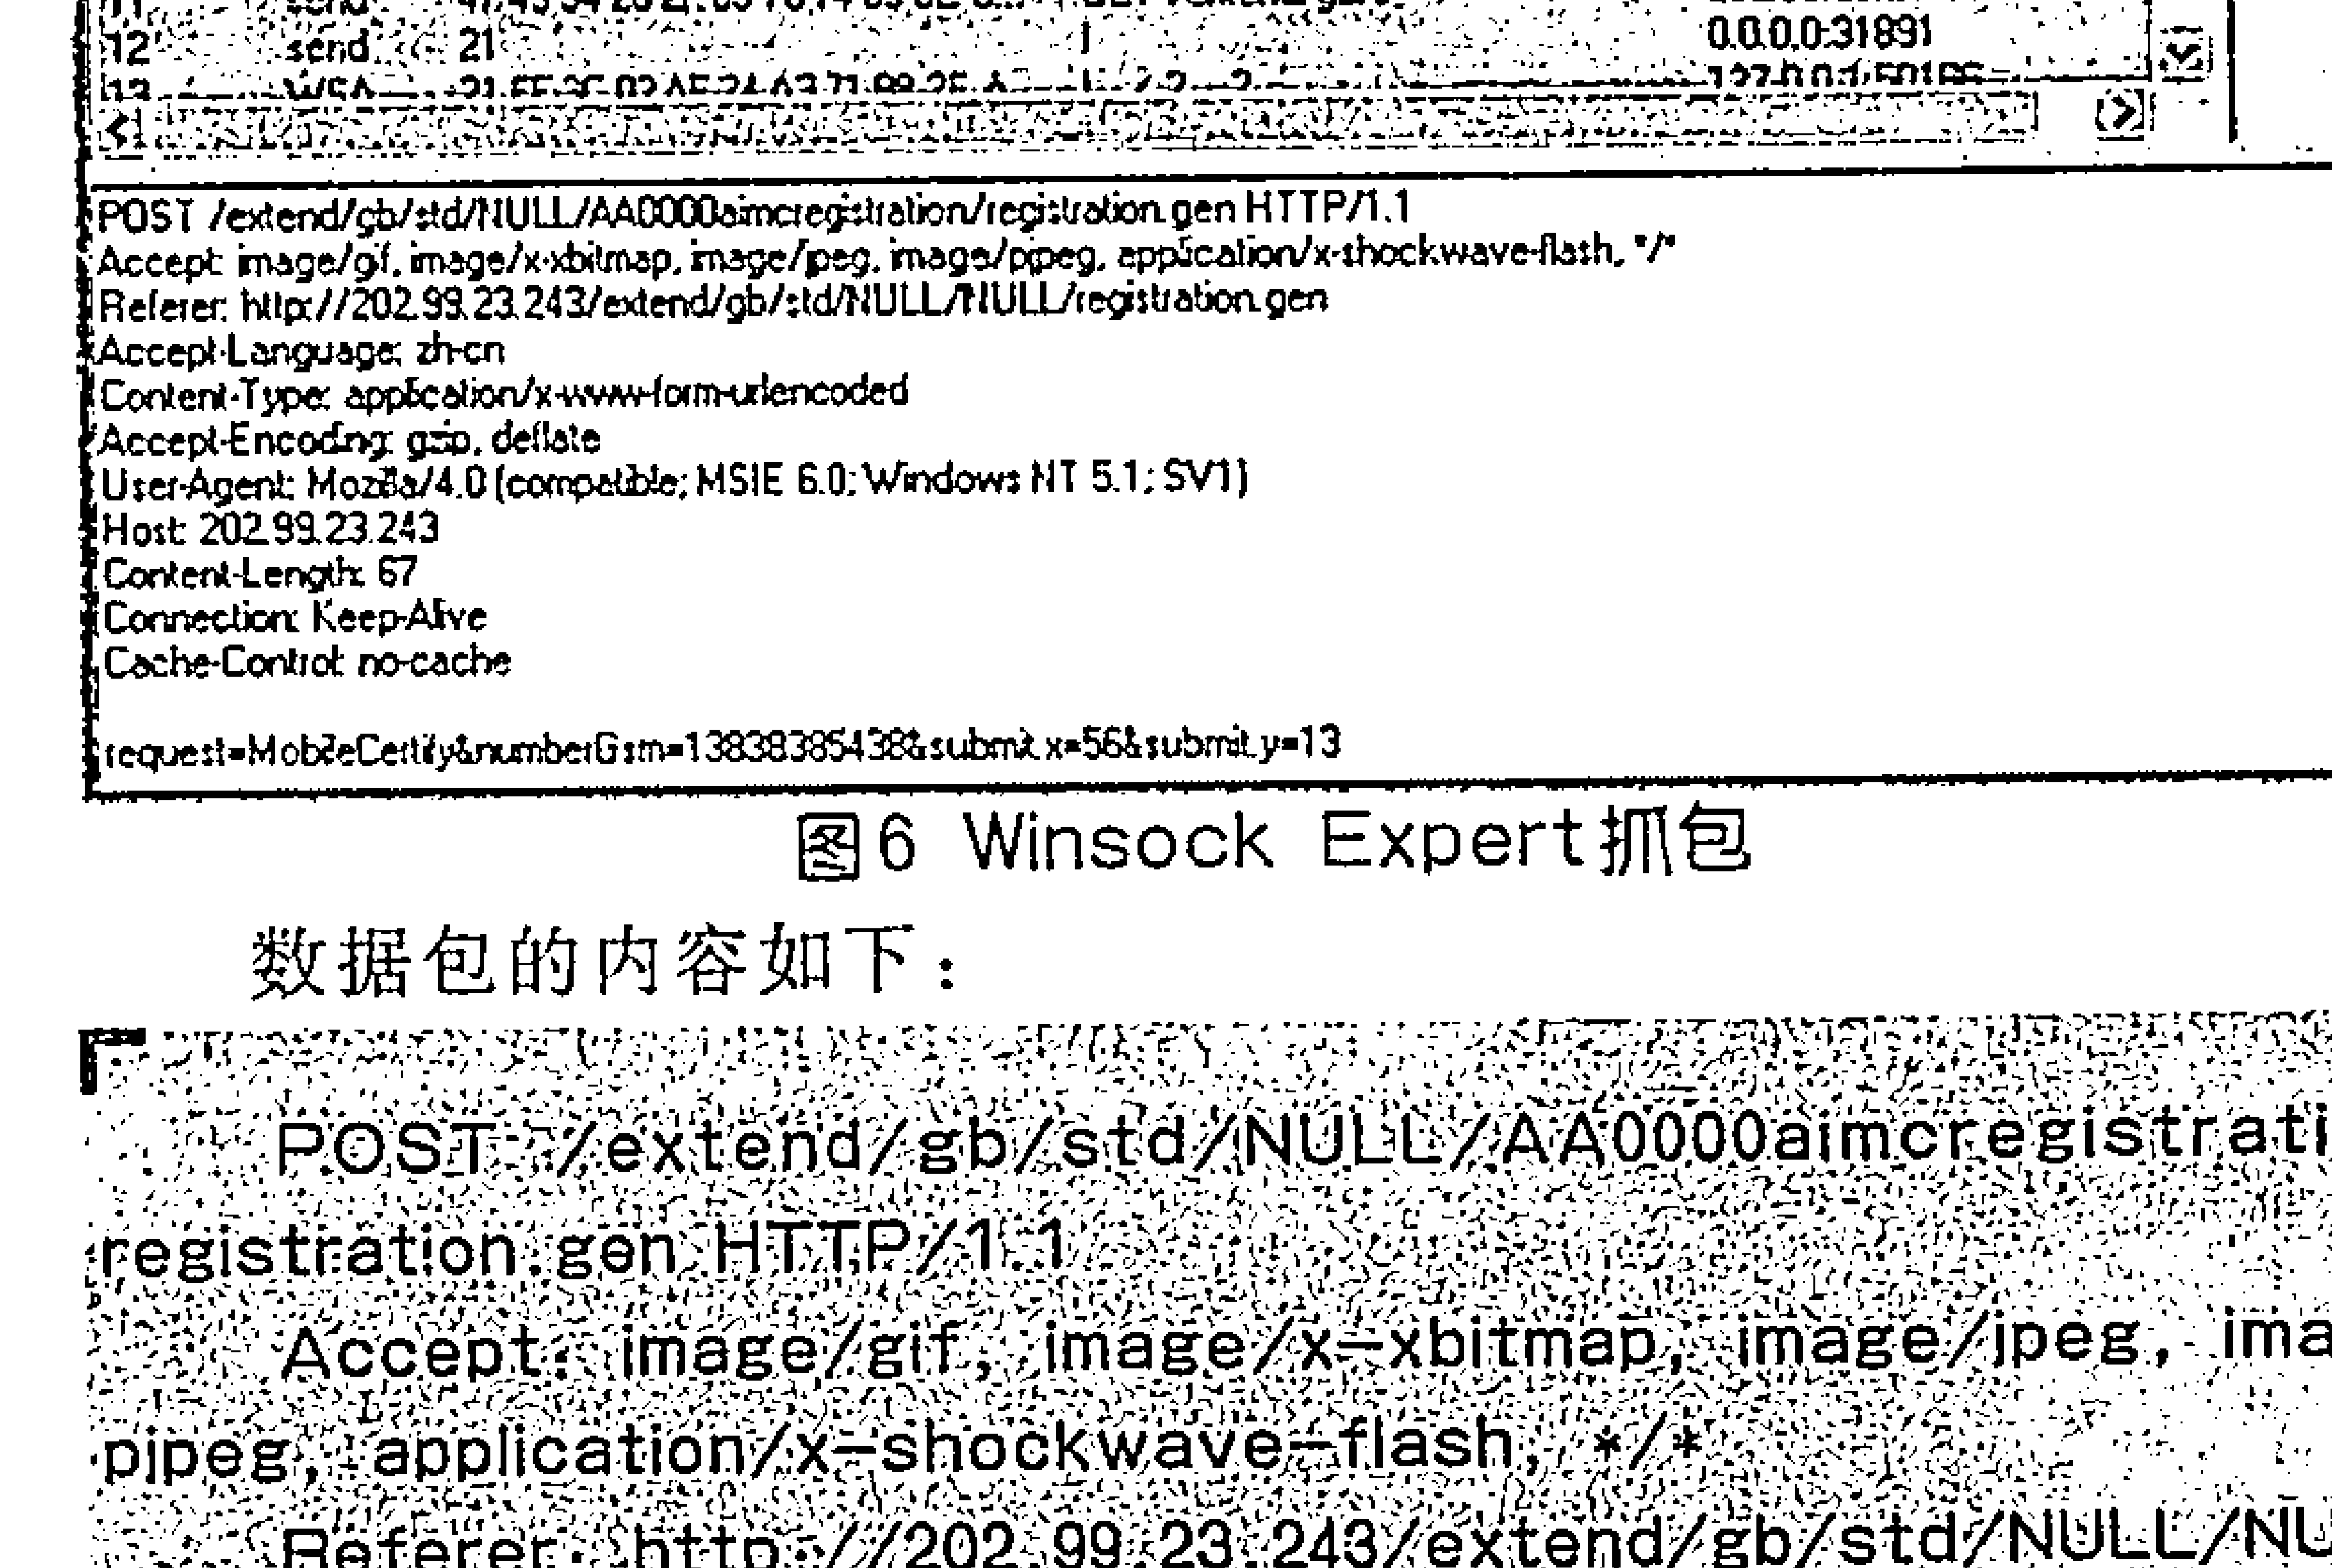 12 send 21 0.0.0.0:31891
POST /extend/gb/std/NULL/AA0000aimcregistration/registration.gen HTTP/1.1
Accept: image/gif, image/x-xbitmap, image/jpeg, image/pjpeg, application/x-shockwave-flash, */*
Referer: http://202.99.23.243/extend/gb/std/NULL/NULL/registration.gen
Accept-Language: zh-cn
Content-Type: application/x-www-form-urlencoded
Accept-Encoding: gzip, deflate
User-Agent: Mozilla/4.0 (compatible; MSIE 6.0; Windows NT 5.1; SV1)
Host: 202.99.23.243
Content-Length: 67
Connection: Keep-Alive
Cache-Control: no-cache
request=MobileCertify&numberGsm=13838385438&submit.x=56&submit.y=13
图6 Winsock Expert抓包
数据包的内容如下：
POST /extend/gb/std/NULL/AA0000aimcregistrati
registration.gen HTTP/1.1
Accept: image/gif, image/x-xbitmap, image/jpeg, ima
pjpeg, application/x-shockwave-flash, */*
Referer: http://202.99.23.243/extend/gb/std/NULL/NU